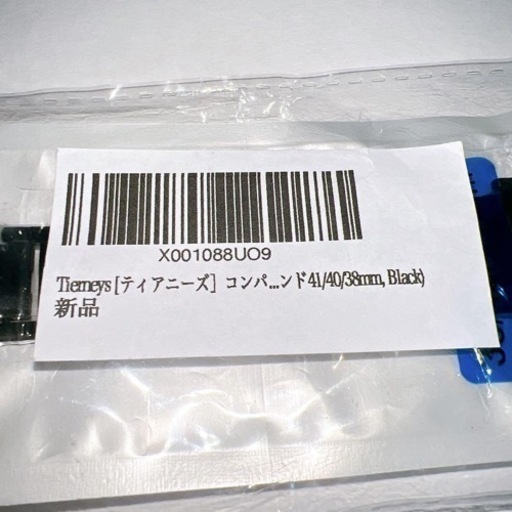 X001088UO9
Tierneys [ティアニーズ] コンパ...ンド41/40/38mm, Black)
新品